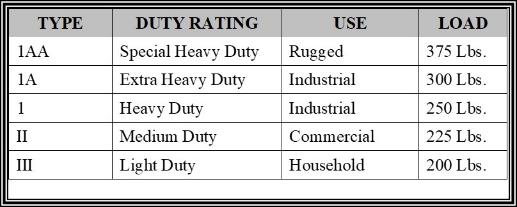 TYPE DUTY RATING USE LOAD
1AA Special Heavy Duty Rugged 375 Lbs.
1A Extra Heavy Duty Industrial 300 Lbs.
1 Heavy Duty Industrial 250 Lbs.
II Medium Duty Commercial 225 Lbs.
III Light Duty Household 200 Lbs.